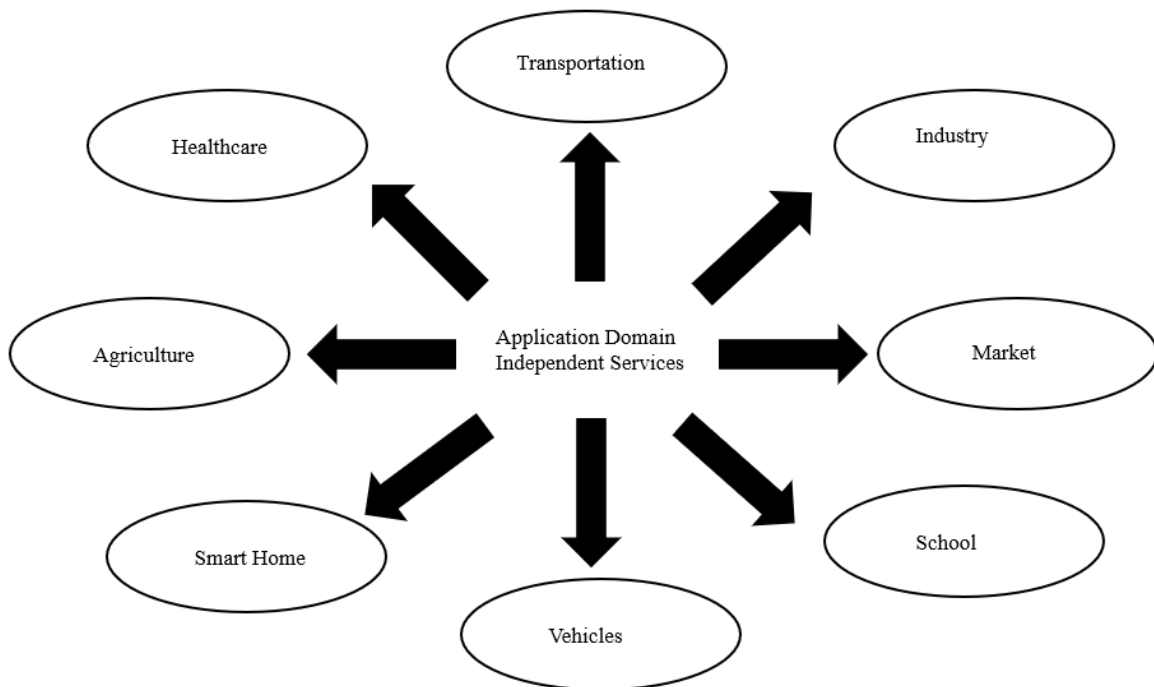 Transportation
Healthcare
Industry
Application Domain
Independent Services
Agriculture
Market
Smart Home
School
Vehicles